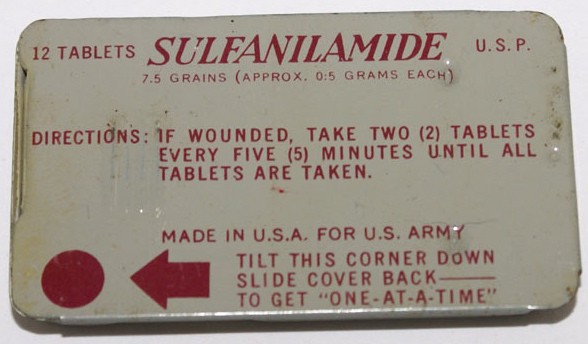 12 TABLETS SULFANILAMIDE U.S.P.
7.5 GRAINS (APPROX. 0:5 GRAMS EACH)
DIRECTIONS: IF WOUNDED, TAKE TWO (2) TABLETS
EVERY FIVE (5) MINUTES UNTIL ALL
TABLETS ARE TAKEN.
MADE IN U.S.A. FOR U.S. ARMY
TILT THIS CORNER DOWN
SLIDE COVER BACK——
TO GET "ONE-AT-A-TIME"